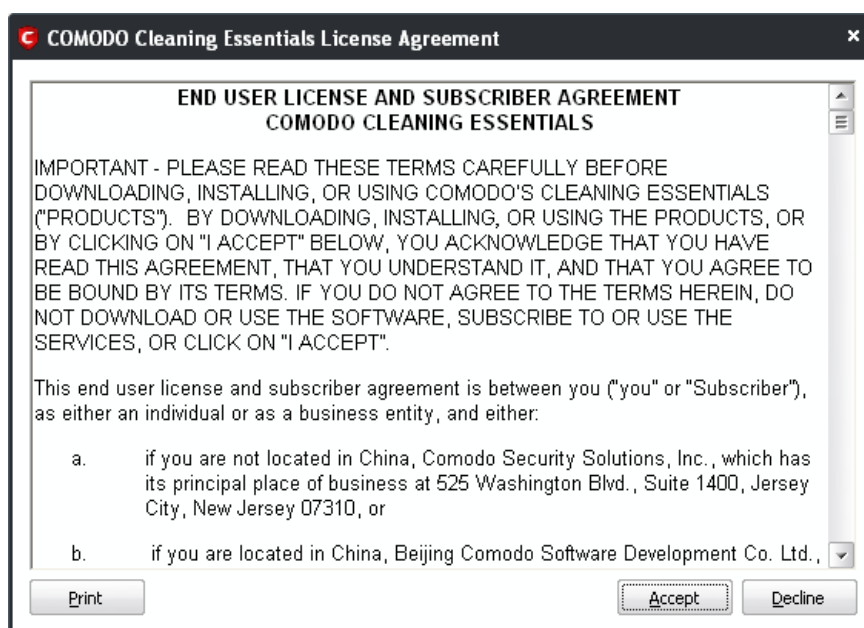 COMODO Cleaning Essentials License Agreement
END USER LICENSE AND SUBSCRIBER AGREEMENT
COMODO CLEANING ESSENTIALS
IMPORTANT - PLEASE READ THESE TERMS CAREFULLY BEFORE
DOWNLOADING, INSTALLING, OR USING COMODO'S CLEANING ESSENTIALS
("PRODUCTS").  BY DOWNLOADING, INSTALLING, OR USING THE PRODUCTS, OR
BY CLICKING ON "I ACCEPT" BELOW, YOU ACKNOWLEDGE THAT YOU HAVE
READ THIS AGREEMENT, THAT YOU UNDERSTAND IT, AND THAT YOU AGREE TO
BE BOUND BY ITS TERMS. IF YOU DO NOT AGREE TO THE TERMS HEREIN, DO
NOT DOWNLOAD OR USE THE SOFTWARE, SUBSCRIBE TO OR USE THE
SERVICES, OR CLICK ON "I ACCEPT".
This end user license and subscriber agreement is between you ("you" or "Subscriber"),
as either an individual or as a business entity, and either:
a. if you are not located in China, Comodo Security Solutions, Inc., which has
its principal place of business at 525 Washington Blvd., Suite 1400, Jersey
City, New Jersey 07310, or
b. if you are located in China, Beijing Comodo Software Development Co. Ltd.,
Print Accept Decline